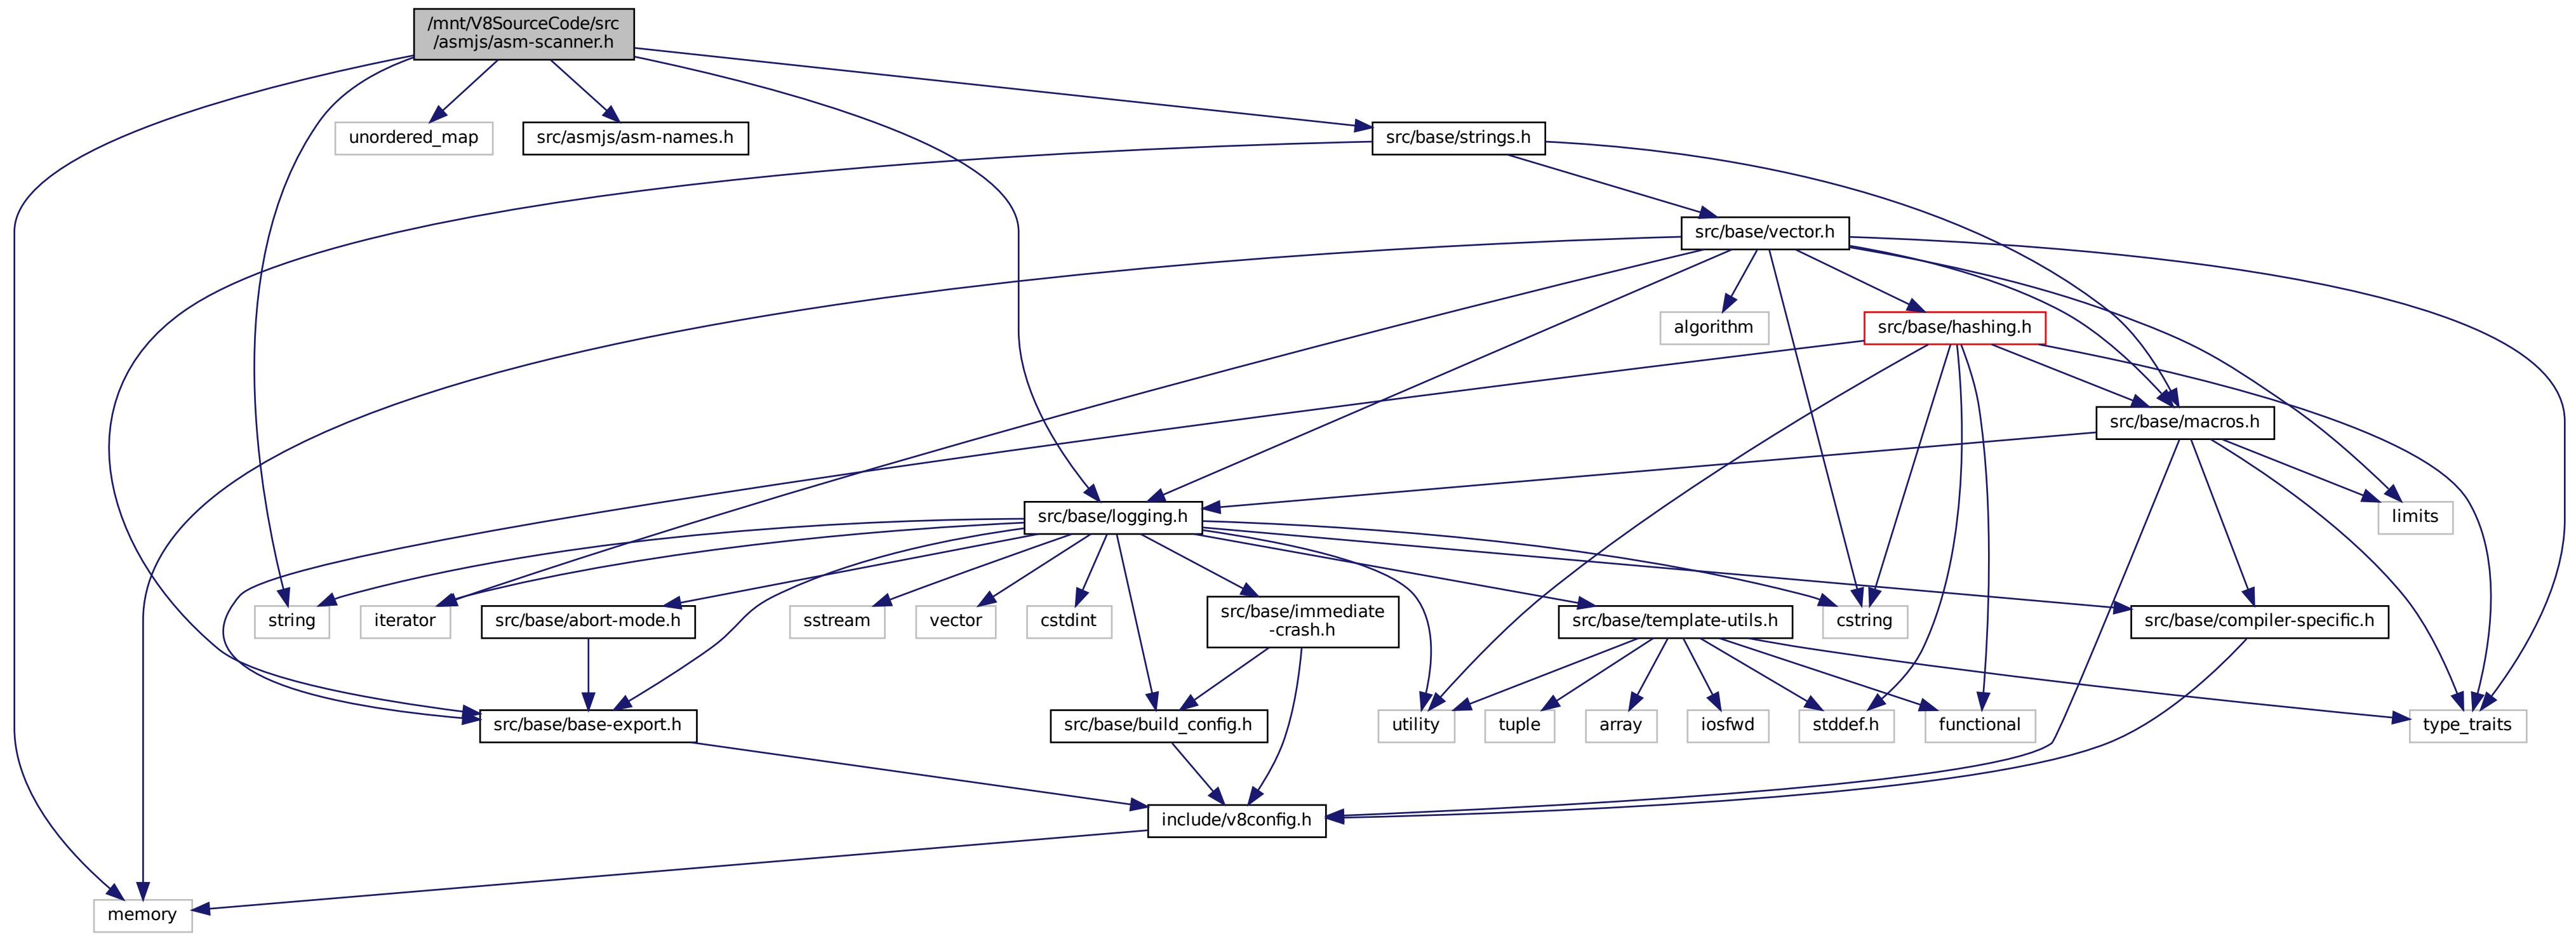 /mnt/V8SourceCode/src
/asmjs/asm-scanner.h
unordered_map
src/asmjs/asm-names.h
src/base/strings.h
src/base/vector.h
algorithm
src/base/hashing.h
src/base/macros.h
src/base/logging.h
limits
string
iterator
src/base/abort-mode.h
sstream
vector
cstdint
src/base/immediate
-crash.h
src/base/template-utils.h
cstring
src/base/compiler-specific.h
src/base/base-export.h
src/base/build_config.h
utility
tuple
array
iosfwd
stddef.h
functional
type_traits
include/v8config.h
memory